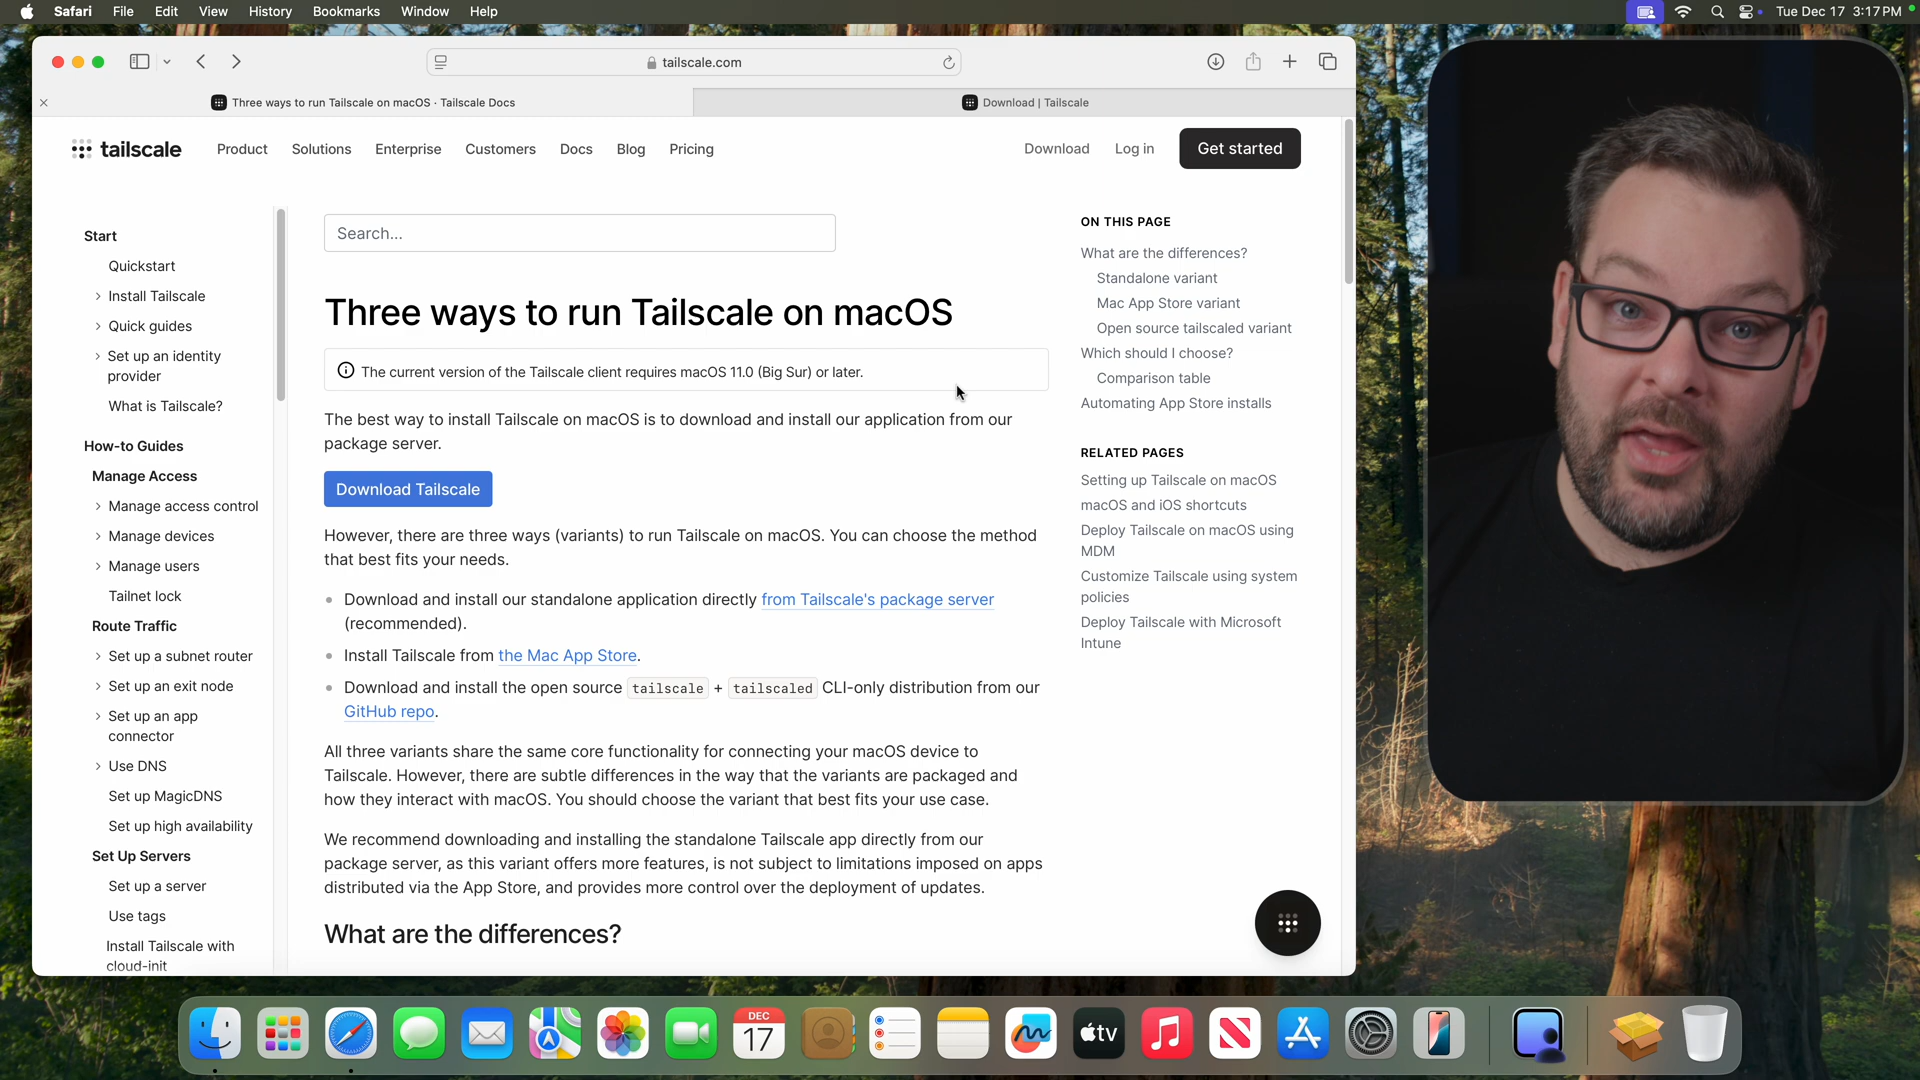 Safari File Edit View History Bookmarks Window Help
Tue Dec 17 3:17 PM
tailscale.com
Three ways to run Tailscale on macOS · Tailscale Docs
Download | Tailscale
tailscale
Product Solutions Enterprise Customers Docs Blog Pricing
Download Log in Get started
Start
Quickstart
Install Tailscale
Quick guides
Set up an identity
provider
What is Tailscale?
How-to Guides
Manage Access
Manage access control
Manage devices
Manage users
Tailnet lock
Route Traffic
Set up a subnet router
Set up an exit node
Set up an app
connector
Use DNS
Set up MagicDNS
Set up high availability
Set Up Servers
Set up a server
Use tags
Install Tailscale with
cloud-init
Search...
Three ways to run Tailscale on macOS
The current version of the Tailscale client requires macOS 11.0 (Big Sur) or later.
The best way to install Tailscale on macOS is to download and install our application from our
package server.
Download Tailscale
However, there are three ways (variants) to run Tailscale on macOS. You can choose the method
that best fits your needs.
Download and install our standalone application directly from Tailscale's package server
(recommended).
Install Tailscale from the Mac App Store.
Download and install the open source tailscale + tailscaled CLI-only distribution from our
GitHub repo.
All three variants share the same core functionality for connecting your macOS device to
Tailscale. However, there are subtle differences in the way that the variants are packaged and
how they interact with macOS. You should choose the variant that best fits your use case.
We recommend downloading and installing the standalone Tailscale app directly from our
package server, as this variant offers more features, is not subject to limitations imposed on apps
distributed via the App Store, and provides more control over the deployment of updates.
What are the differences?
ON THIS PAGE
What are the differences?
Standalone variant
Mac App Store variant
Open source tailscaled variant
Which should I choose?
Comparison table
Automating App Store installs
RELATED PAGES
Setting up Tailscale on macOS
macOS and iOS shortcuts
Deploy Tailscale on macOS using
MDM
Customize Tailscale using system
policies
Deploy Tailscale with Microsoft
Intune
DEC
17
tv